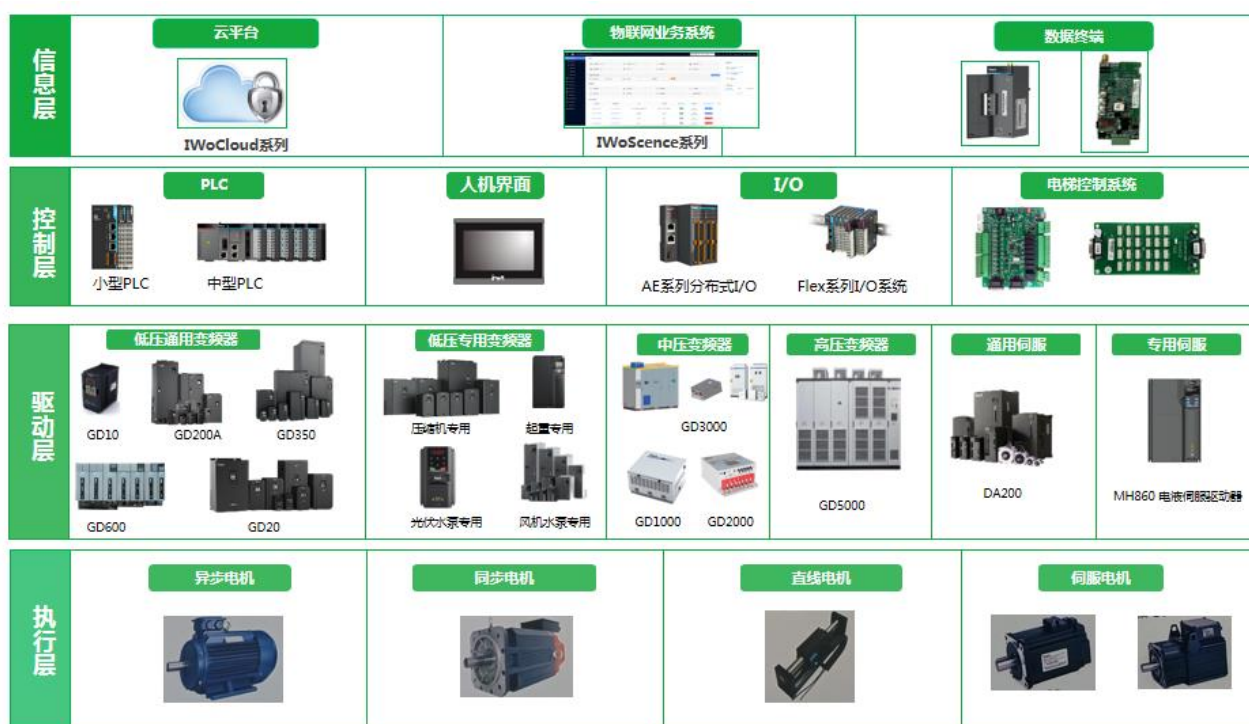 信息层
云平台
IWoCloud系列
物联网业务系统
IWoScence系列
数据终端
控制层
PLC
小型PLC
中型PLC
人机界面
I/O
AE系列分布式I/O
Flex系列I/O系统
电梯控制系统
驱动层
低压通用变频器
GD10
GD200A
GD350
GD600
GD20
低压专用变频器
压缩机专用
起重专用
光伏水泵专用
风机水泵专用
中压变频器
GD3000
GD1000
GD2000
高压变频器
GD5000
通用伺服
DA200
专用伺服
MH860 电液伺服驱动器
执行层
异步电机
同步电机
直线电机
伺服电机